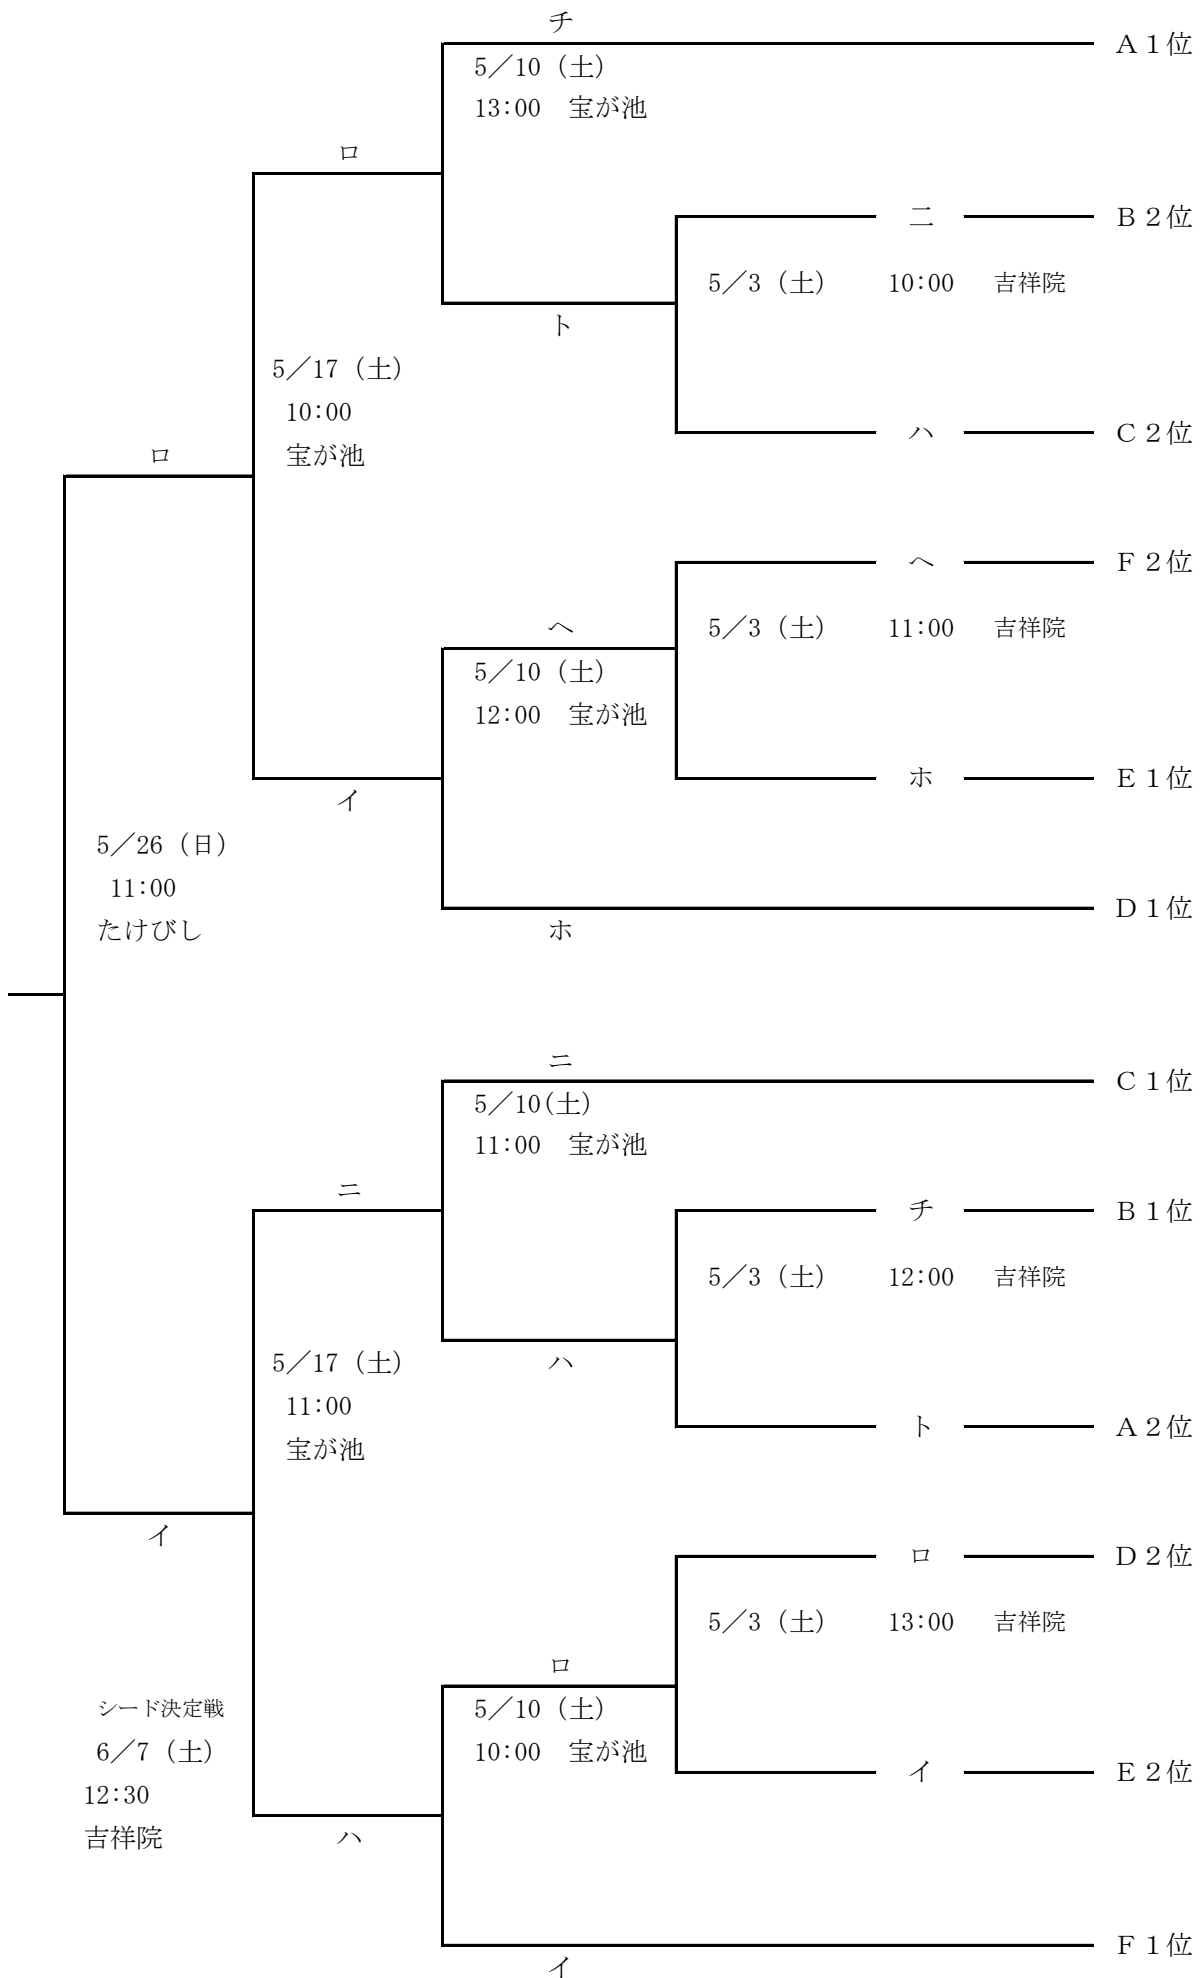 チ
A1位
5/10 (土)
13:00 宝が池
ロ
ニ
B2位
5/3 (土) 10:00 吉祥院
ト
5/17 (土)
10:00
宝が池
ハ
C2位
ロ
ヘ
F2位
5/3 (土) 11:00 吉祥院
ヘ
5/10 (土)
12:00 宝が池
ホ
E1位
イ
5/26 (日)
11:00
たけびし
D1位
ホ
ニ
C1位
5/10(土)
11:00 宝が池
ニ
チ
B1位
5/3 (土) 12:00 吉祥院
ハ
5/17 (土)
11:00
宝が池
ト
A2位
イ
ロ
D2位
5/3 (土) 13:00 吉祥院
ロ
シード決定戦
5/10 (土)
6/7 (土)
10:00 宝が池
イ
E2位
12:30
吉祥院
ハ
F1位
イ